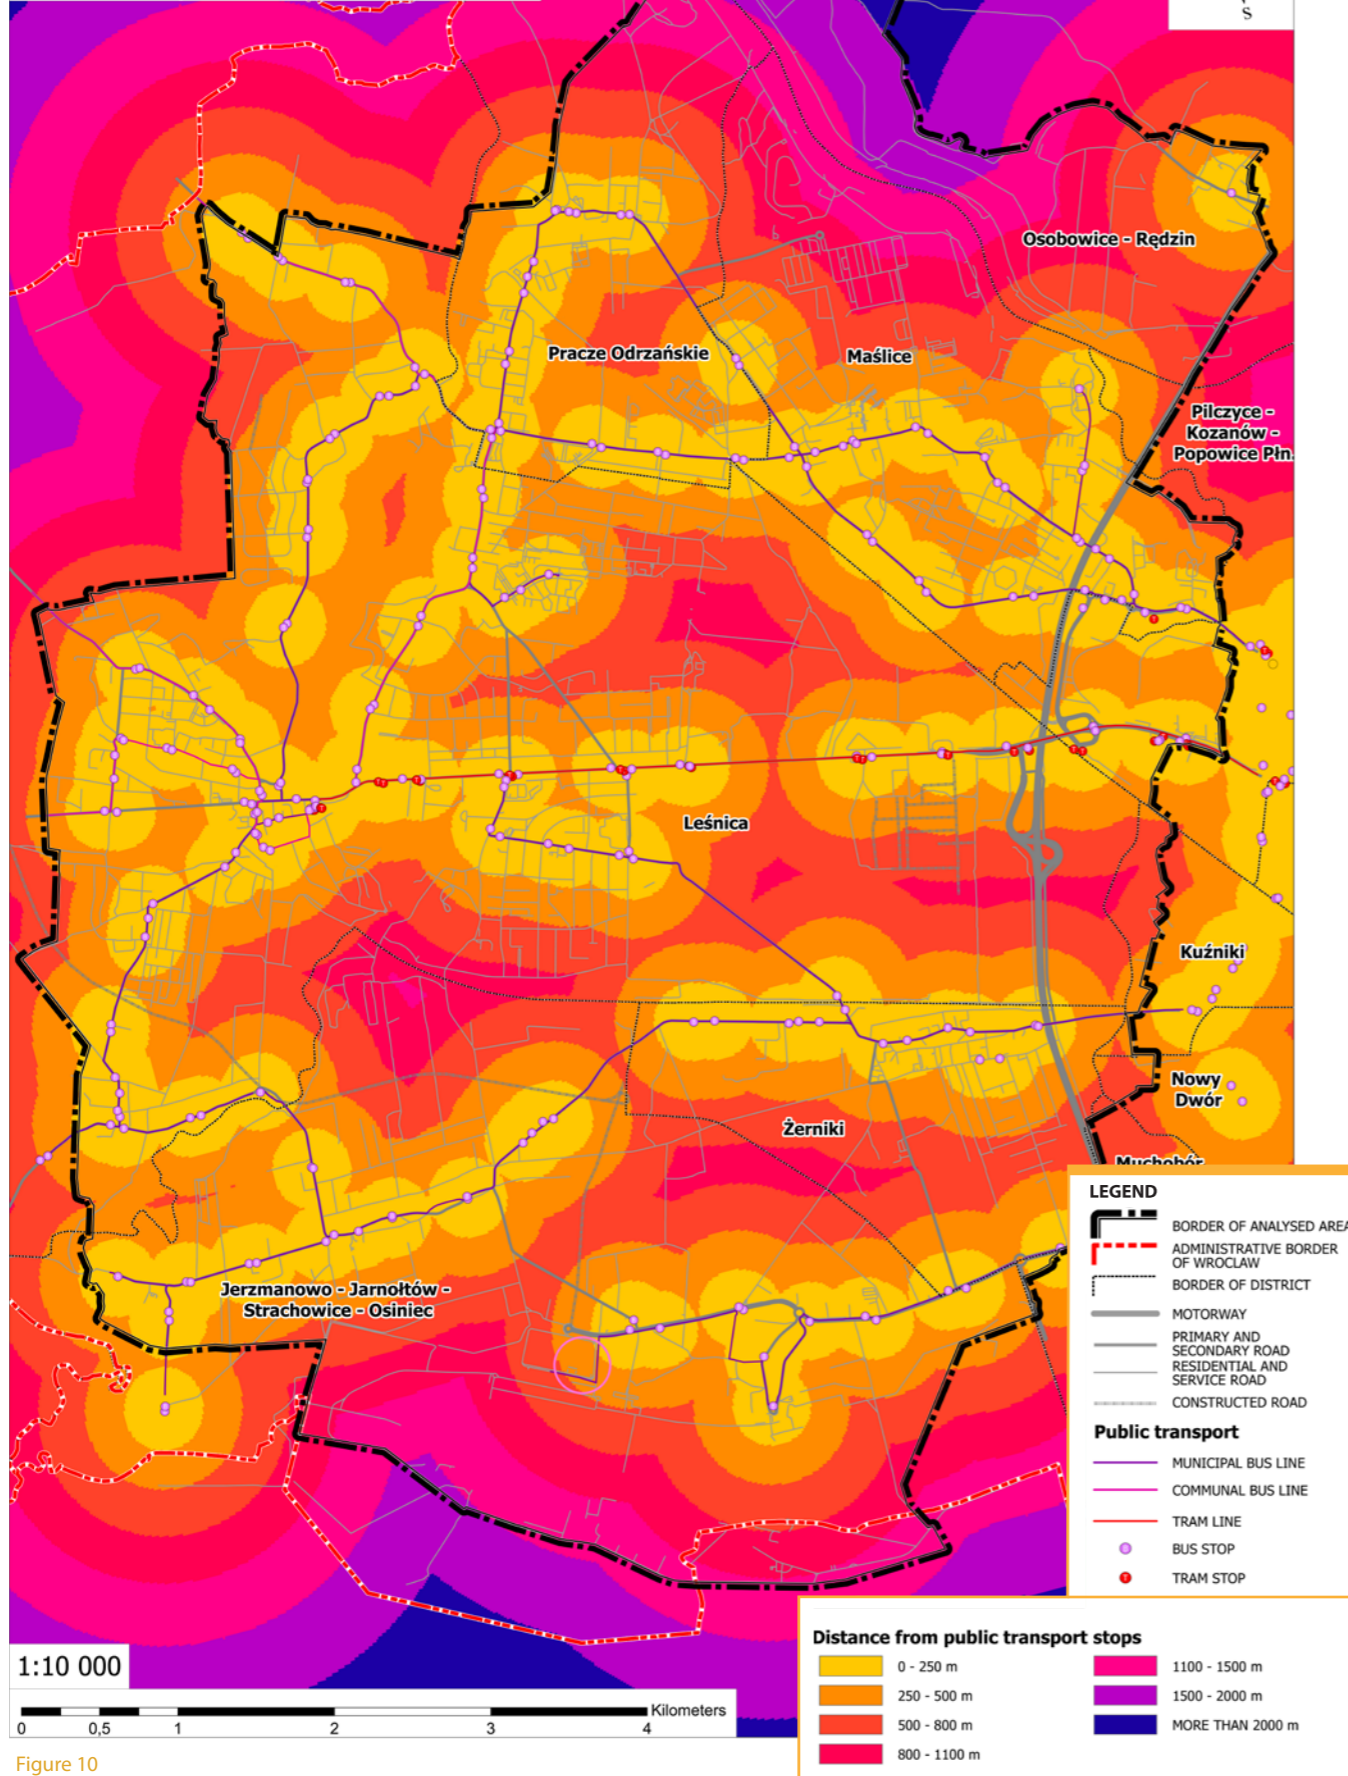 S
Osobowice - Rędzin
Pracze Odrzańskie
Maślice
Pilczyce -
Kozanów -
Popowice Płn.
Leśnica
Kuźniki
Nowy
Dwór
Żerniki
Muchobór
Jerzmanowo - Jarnołtów -
Strachowice - Osiniec
LEGEND
BORDER OF ANALYSED AREA
ADMINISTRATIVE BORDER
OF WROCLAW
BORDER OF DISTRICT
MOTORWAY
PRIMARY AND
SECONDARY ROAD
RESIDENTIAL AND
SERVICE ROAD
CONSTRUCTED ROAD
Public transport
MUNICIPAL BUS LINE
COMMUNAL BUS LINE
TRAM LINE
BUS STOP
TRAM STOP
Distance from public transport stops
0 - 250 m
250 - 500 m
500 - 800 m
800 - 1100 m
1100 - 1500 m
1500 - 2000 m
MORE THAN 2000 m
1:10 000
Kilometers
0 0,5 1 2 3 4
Figure 10